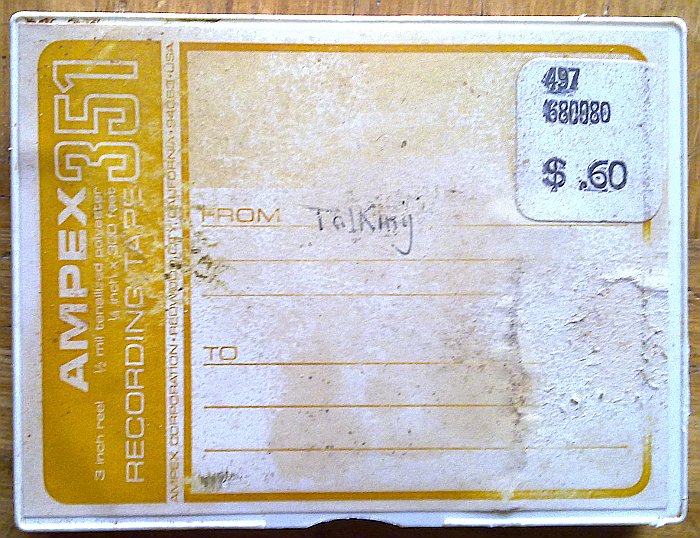 AMPEX 351
3 inch reel ½ mil tensilized polyester
¼ inch x 300 feet
RECORDING TAPE
AMPEX CORPORATION • REDWOOD CITY, CALIFORNIA • 94063 • USA
497
680980
$ .60
FROM Talking
TO